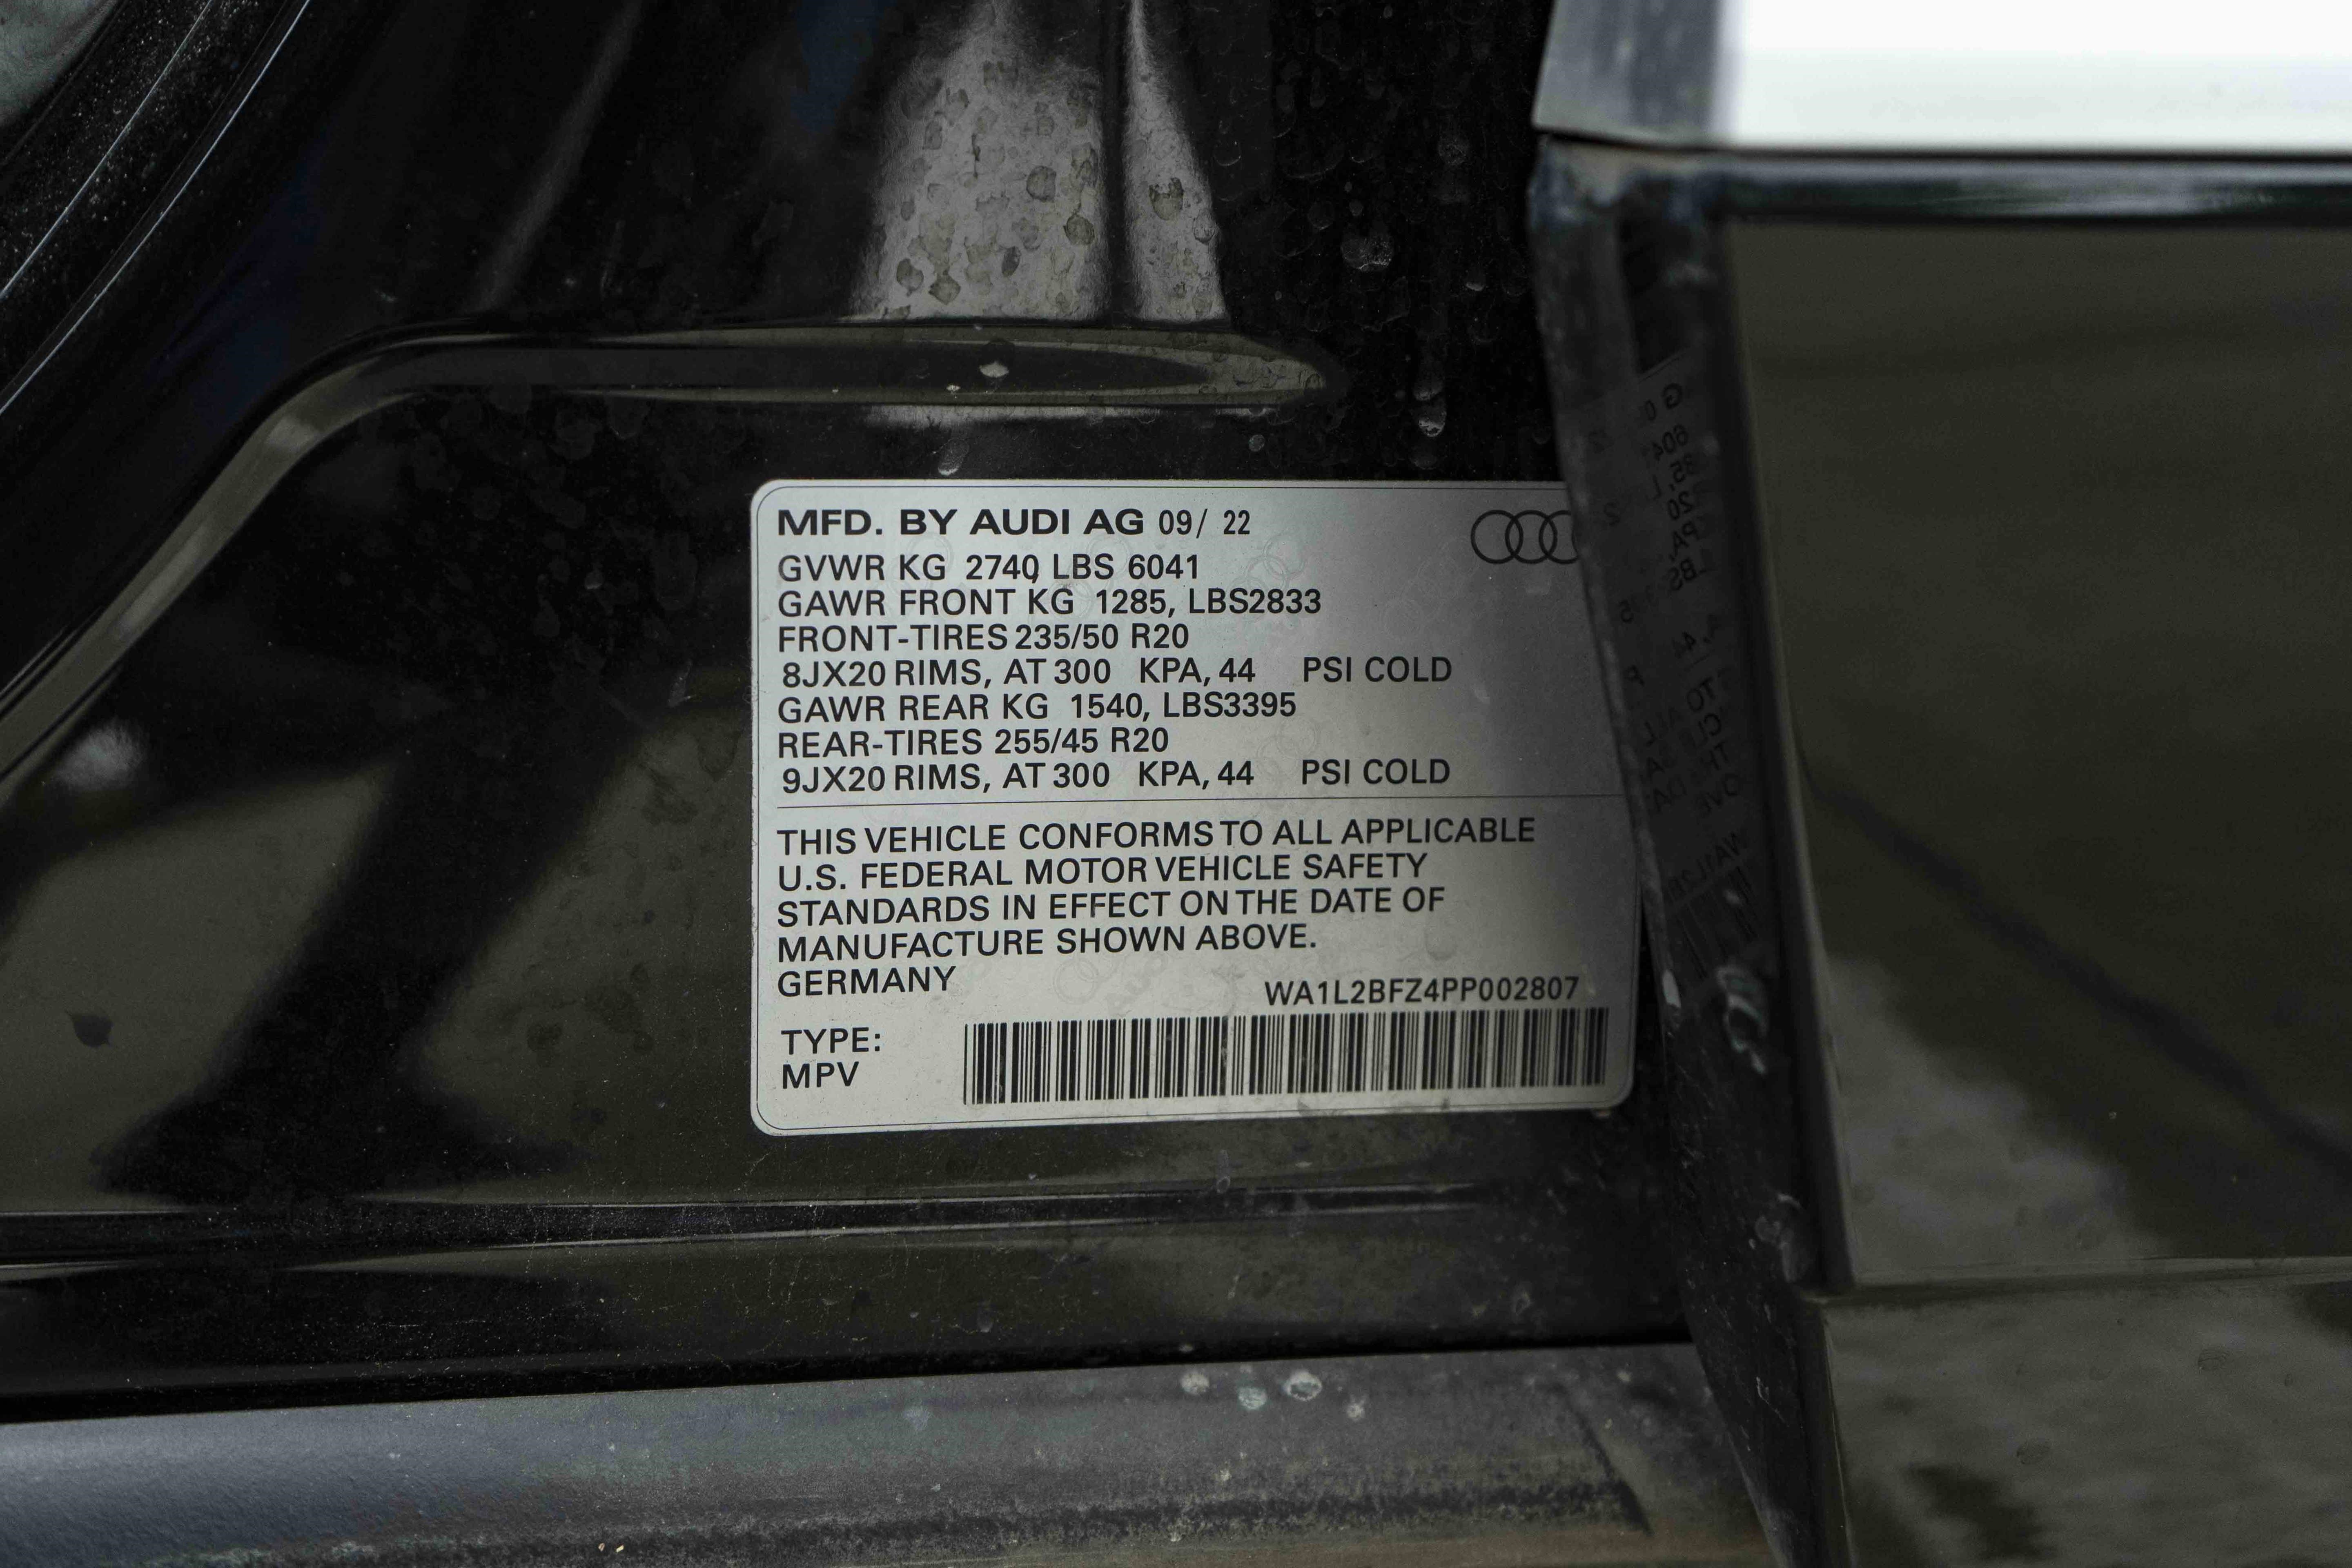 MFD. BY AUDI AG 09/ 22
GVWR KG 2740 LBS 6041
GAWR FRONT KG 1285, LBS2833
FRONT-TIRES 235/50 R20
8JX20 RIMS, AT 300 KPA, 44 PSI COLD
GAWR REAR KG 1540, LBS3395
REAR-TIRES 255/45 R20
9JX20 RIMS, AT 300 KPA, 44 PSI COLD
THIS VEHICLE CONFORMS TO ALL APPLICABLE
U.S. FEDERAL MOTOR VEHICLE SAFETY
STANDARDS IN EFFECT ON THE DATE OF
MANUFACTURE SHOWN ABOVE.
GERMANY
WA1L2BFZ4PP002807
TYPE:
MPV